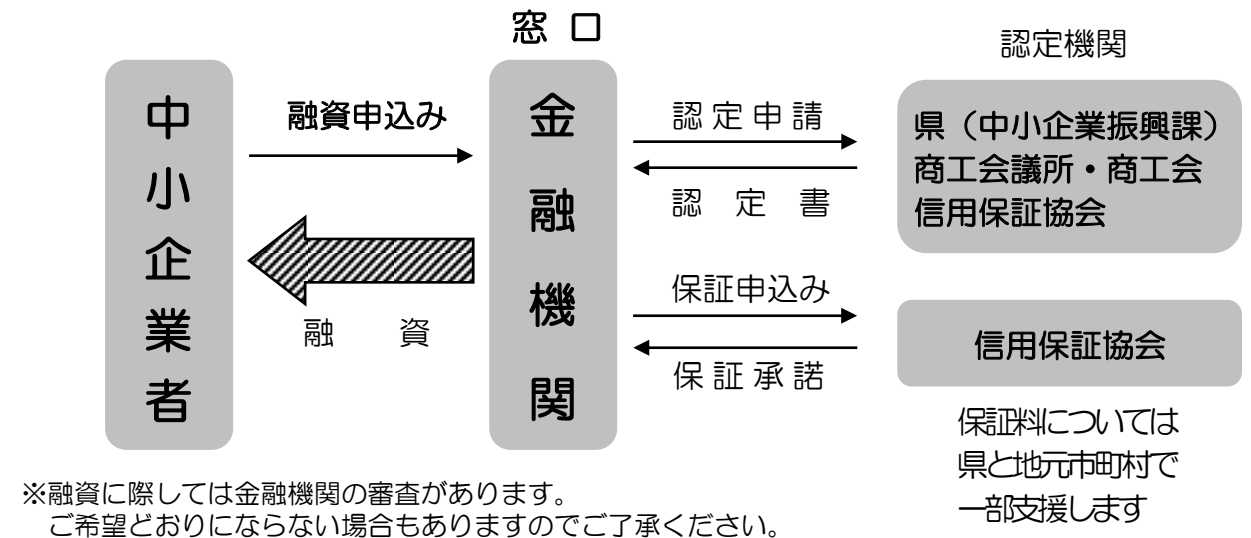 窓口
認定機関
中小企業者
融資申込み
融資
金融機関
認定申請
認定書
県（中小企業振興課）
商工会議所・商工会
信用保証協会
保証申込み
保証承諾
信用保証協会
保証料については
県と地元市町村で
一部支援します
※融資に際しては金融機関の審査があります。
ご希望どおりにならない場合もありますのでご了承ください。